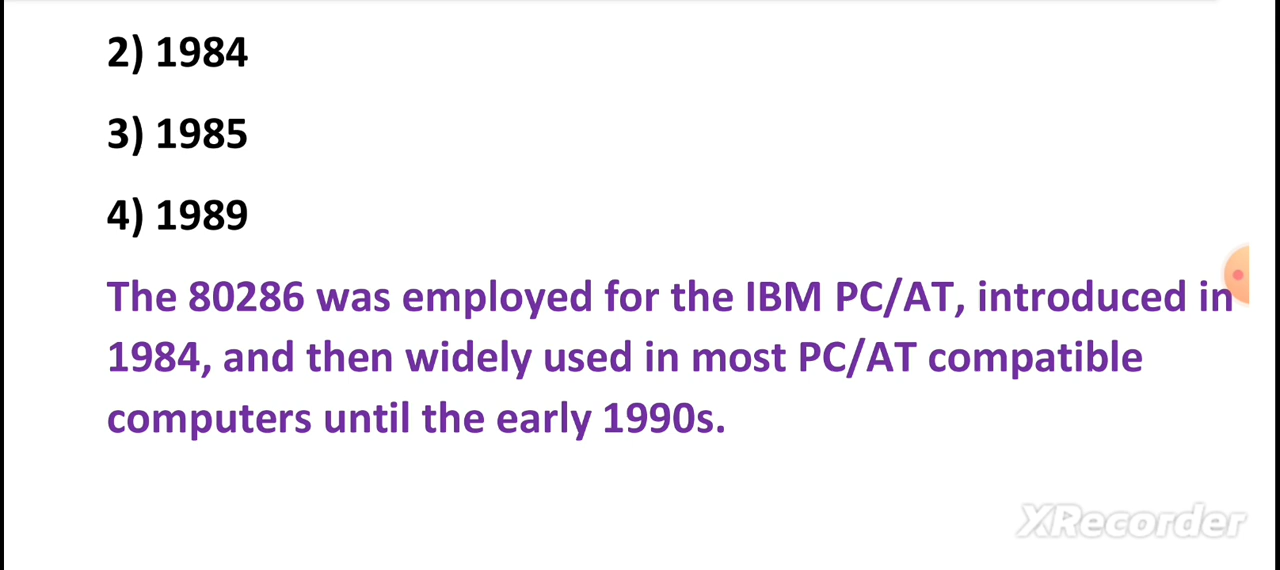 2) 1984
3) 1985
4) 1989
The 80286 was employed for the IBM PC/AT, introduced in
1984, and then widely used in most PC/AT compatible
computers until the early 1990s.
XRecorder